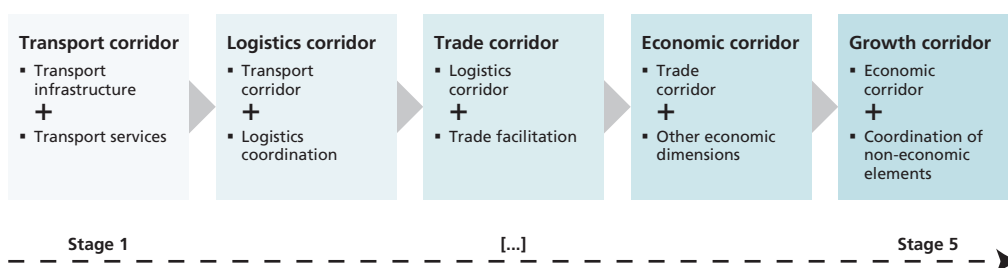 Transport corridor
▪ Transport
infrastructure
+
▪ Transport services
Logistics corridor
▪ Transport
corridor
+
▪ Logistics
coordination
Trade corridor
▪ Logistics
corridor
+
▪ Trade facilitation
Economic corridor
▪ Trade
corridor
+
▪ Other economic
dimensions
Growth corridor
▪ Economic
corridor
+
▪ Coordination of
non-economic
elements
Stage 1
[...]
Stage 5